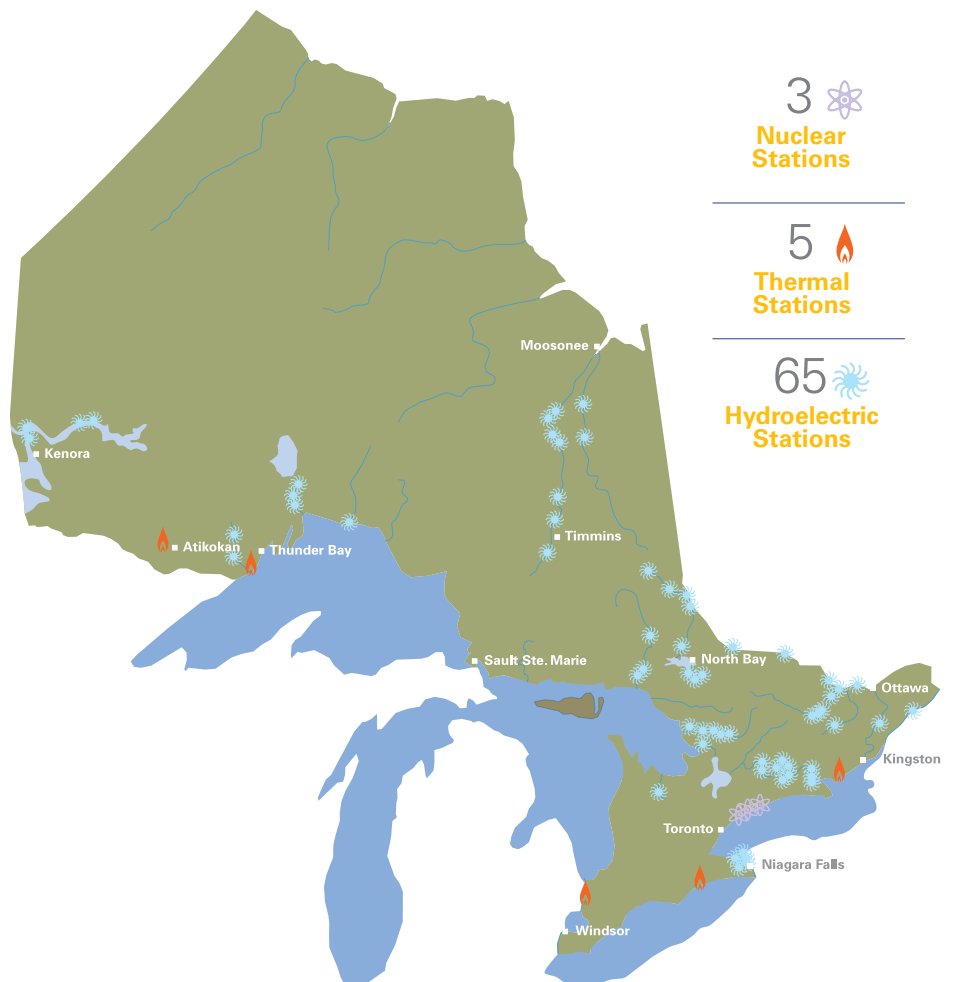 3
Nuclear
Stations
5
Thermal
Stations
65
Hydroelectric
Stations
Moosonee
Kenora
Timmins
Atikokan
Thunder Bay
Sault Ste. Marie
North Bay
Ottawa
Kingston
Toronto
Niagara Falls
Windsor